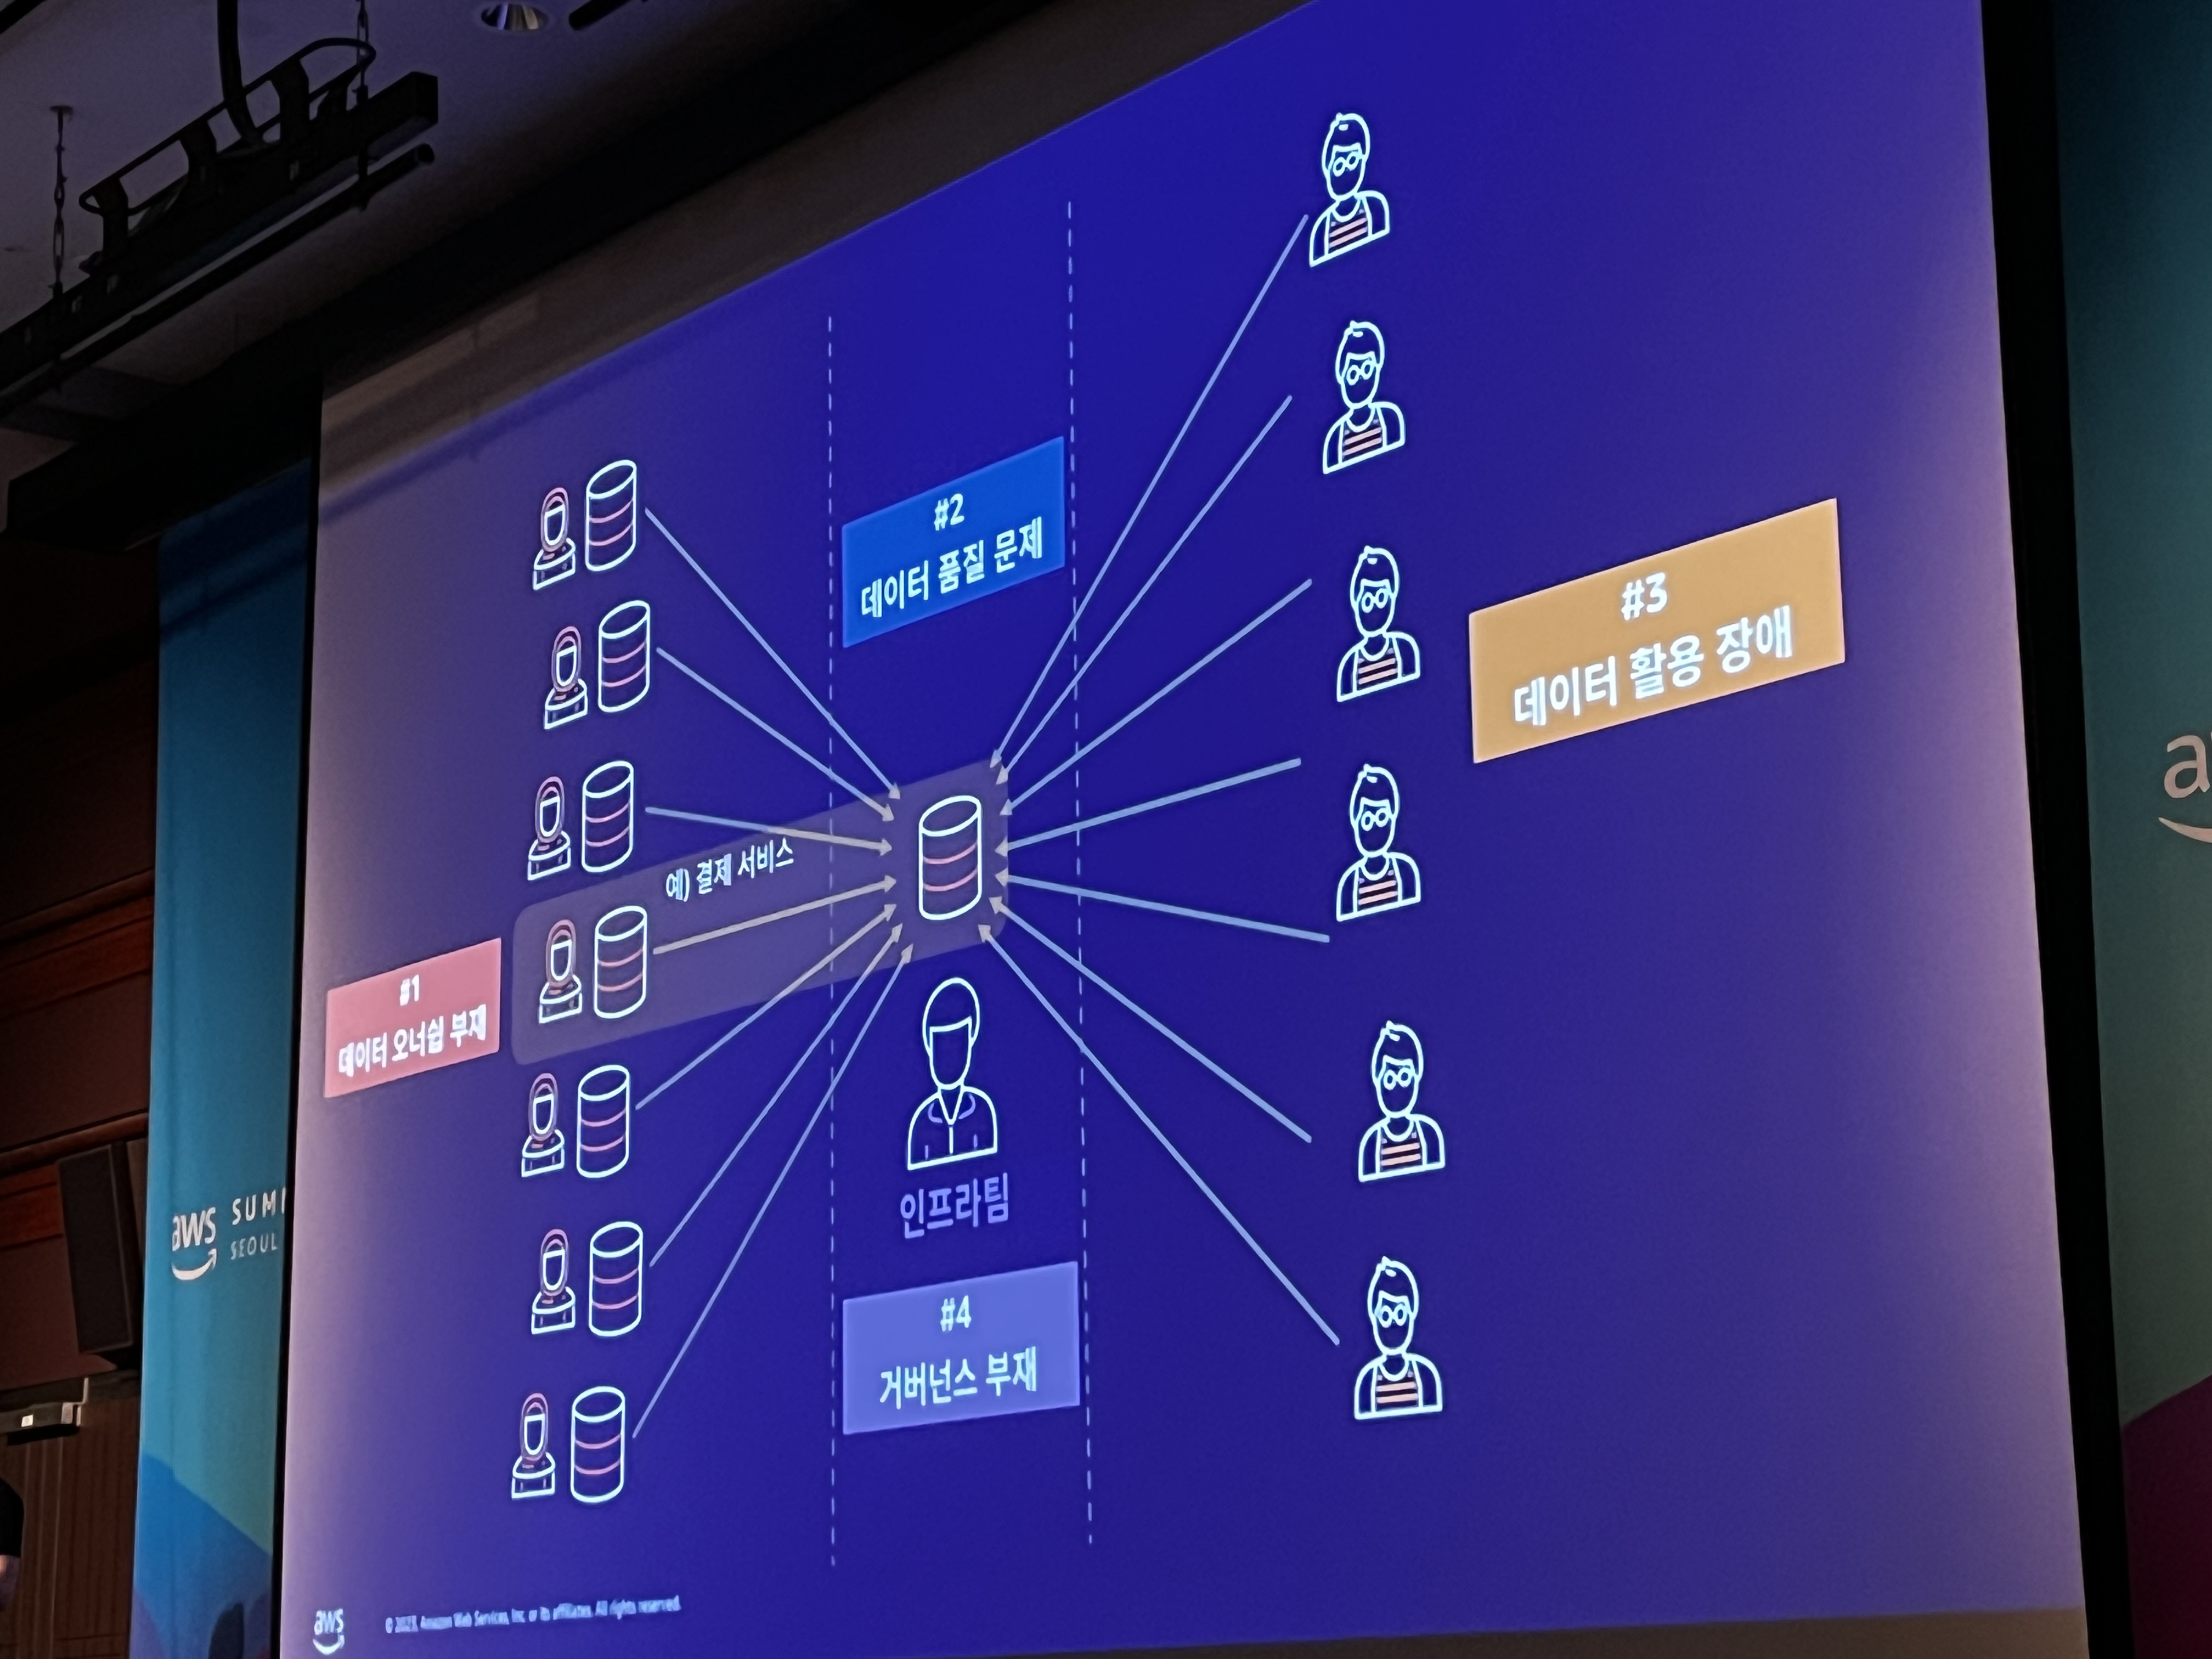 #2
데이터 품질 문제
#3
데이터 활용 장애
예) 결제 서비스
#1
데이터 오너쉽 부재
인프라팀
#4
거버넌스 부재
aws SUM
SEOUL
aws
© 2023, Amazon Web Services, Inc. or its affiliates. All rights reserved.